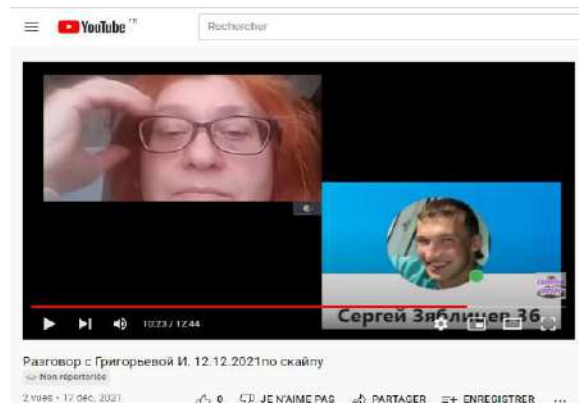 YouTube FR
Rechercher
10:23 / 12:44
Сергей Зяблицев 36
Разговор с Григорьевой И. 12.12.2021по скайпу
Non répertoriée
2 vues • 17 déc. 2021 0 JE N'AIME PAS PARTAGER ENREGISTRER ...